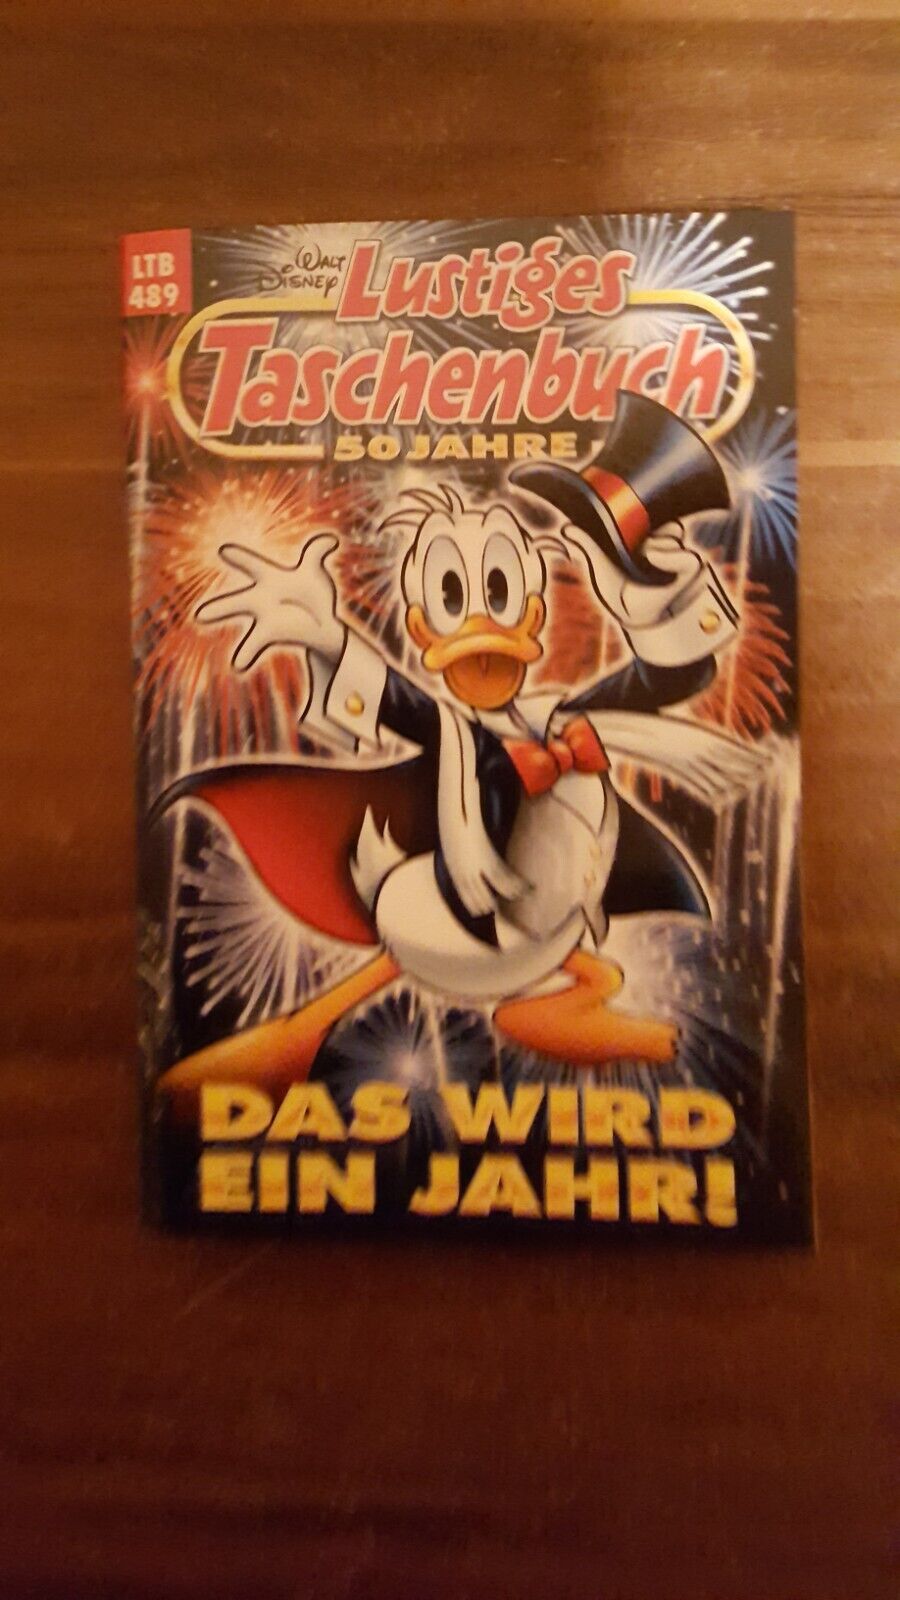 LTB
489
Walt
Disney
Lustiges
Taschenbuch
50 JAHRE
DAS WIRD
EIN JAHR!